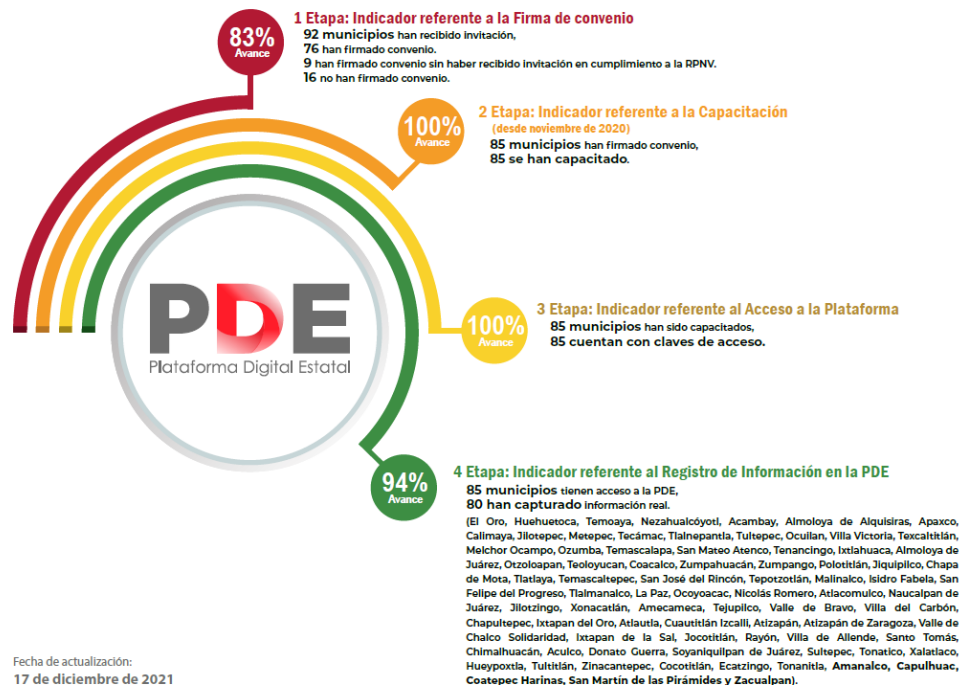 83%
Avance
1 Etapa: Indicador referente a la Firma de convenio
92 municipios han recibido invitación,
76 han firmado convenio.
9 han firmado convenio sin haber recibido invitación en cumplimiento a la RPNV.
16 no han firmado convenio.
100%
Avance
2 Etapa: Indicador referente a la Capacitación
(desde noviembre de 2020)
85 municipios han firmado convenio,
85 se han capacitado.
PDE
Plataforma Digital Estatal
100%
Avance
3 Etapa: Indicador referente al Acceso a la Plataforma
85 municipios han sido capacitados,
85 cuentan con claves de acceso.
94%
Avance
4 Etapa: Indicador referente al Registro de Información en la PDE
85 municipios tienen acceso a la PDE,
80 han capturado información real.
(El Oro, Huehuetoca, Temoaya, Nezahualcóyotl, Acambay, Almoloya de Alquisiras, Apaxco,
Calimaya, Jilotepec, Metepec, Tecámac, Tlalnepantla, Tultepec, Ocuilan, Villa Victoria, Texcaltitlán,
Melchor Ocampo, Ozumba, Temascalapa, San Mateo Atenco, Tenancingo, Ixtlahuaca, Almoloya de
Juárez, Otzoloapan, Teoloyucan, Coacalco, Zumpahuacán, Zumpango, Polotitlán, Jiquipilco, Chapa
de Mota, Tlatlaya, Temascaltepec, San José del Rincón, Tepotzotlán, Malinalco, Isidro Fabela, San
Felipe del Progreso, Tlalmanalco, La Paz, Ocoyoacac, Nicolás Romero, Atlacomulco, Naucalpan de
Juárez, Jilotzingo, Xonacatlán, Amecameca, Tejupilco, Valle de Bravo, Villa del Carbón,
Chapultepec, Ixtapan del Oro, Atlautla, Cuautitlán Izcalli, Atizapán, Atizapán de Zaragoza, Valle de
Chalco Solidaridad, Ixtapan de la Sal, Jocotitlán, Rayón, Villa de Allende, Santo Tomás,
Chimalhuacán, Aculco, Donato Guerra, Soyaniquilpan de Juárez, Sultepec, Tonatico, Xalatlaco,
Hueypoxtla, Tultitlán, Zinacantepec, Cocotitlán, Ecatzingo, Tonanitla, Amanalco, Capulhuac,
Coatepec Harinas, San Martín de las Pirámides y Zacualpan).
Fecha de actualización:
17 de diciembre de 2021